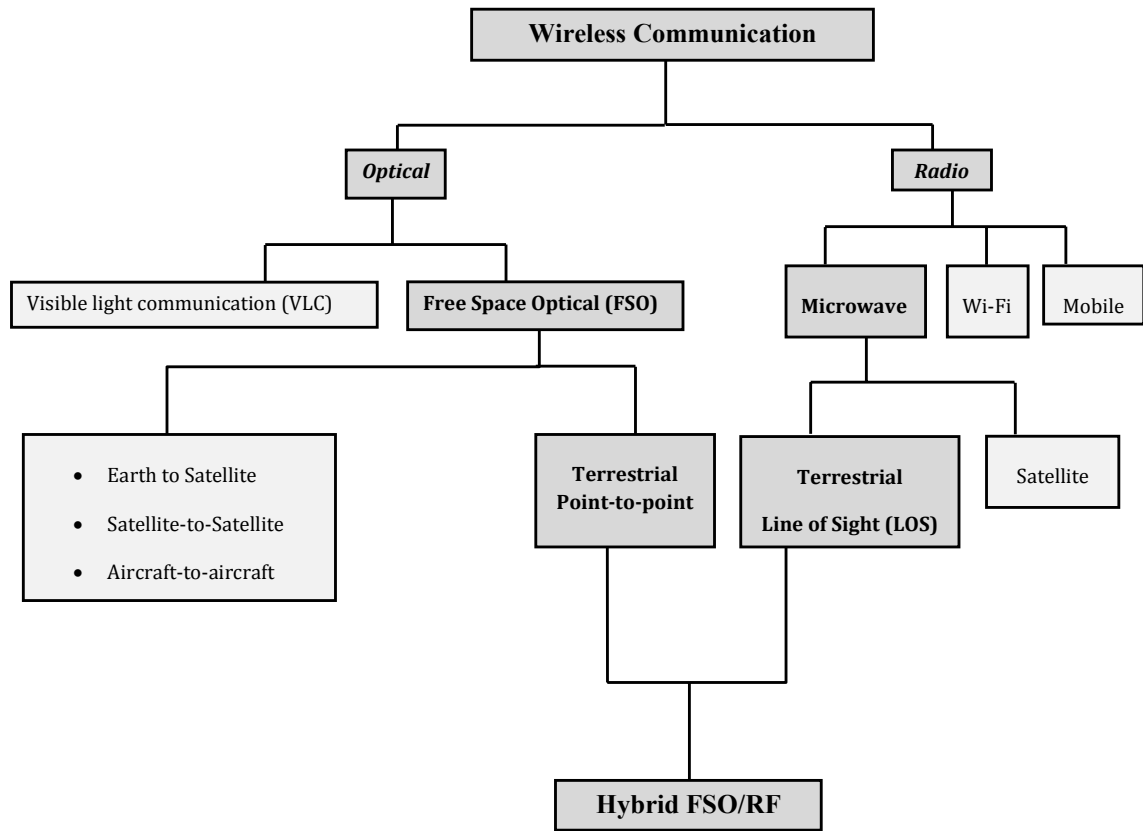 Wireless Communication
Optical
Radio
Visible light communication (VLC)
Free Space Optical (FSO)
Microwave
Wi-Fi
Mobile
• Earth to Satellite
• Satellite-to-Satellite
• Aircraft-to-aircraft
Terrestrial
Point-to-point
Terrestrial
Line of Sight (LOS)
Satellite
Hybrid FSO/RF